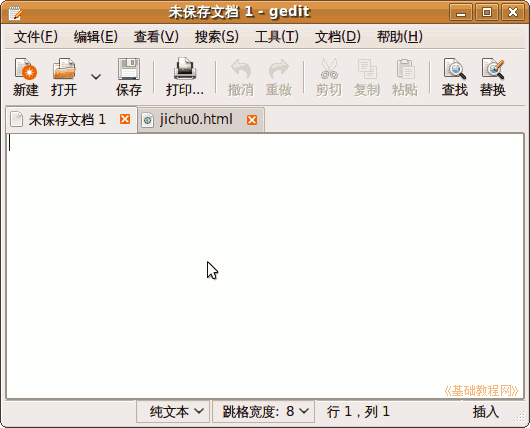 未保存文档 1 - gedit
文件(F) 编辑(E) 查看(V) 搜索(S) 工具(T) 文档(D) 帮助(H)
新建 打开 保存 打印... 撤消 重做 剪切 复制 粘贴 查找 替换
未保存文档 1 jichu0.html
《基础教程网》
纯文本 跳格宽度: 8 行 1，列 1 插入